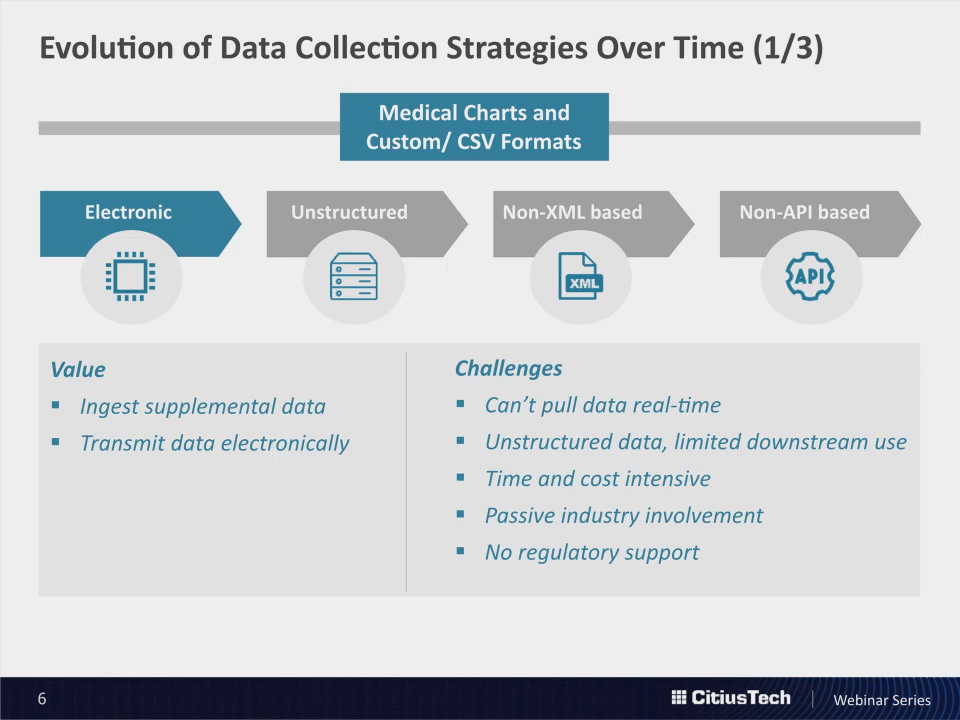 Evolution of Data Collection Strategies Over Time (1/3)
Medical Charts and
Custom/ CSV Formats
Electronic
Unstructured
Non-XML based
Non-API based
XML
API
Value
▪ Ingest supplemental data
▪ Transmit data electronically
Challenges
▪ Can’t pull data real-time
▪ Unstructured data, limited downstream use
▪ Time and cost intensive
▪ Passive industry involvement
▪ No regulatory support
6
CitiusTech
Webinar Series